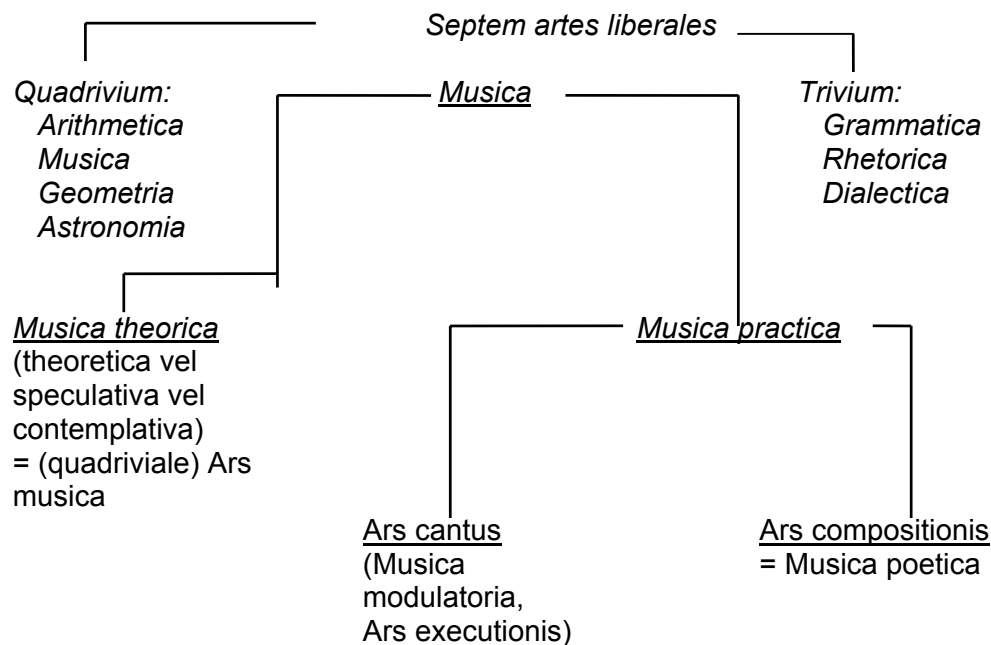 Septem artes liberales
Quadrivium:
Arithmetica
Musica
Geometria
Astronomia
Musica
Trivium:
Grammatica
Rhetorica
Dialectica
Musica theorica
(theoretica vel
speculativa vel
contemplativa)
= (quadriviale) Ars
musica
Musica practica
Ars cantus
(Musica
modulatoria,
Ars executionis)
Ars compositionis
= Musica poetica